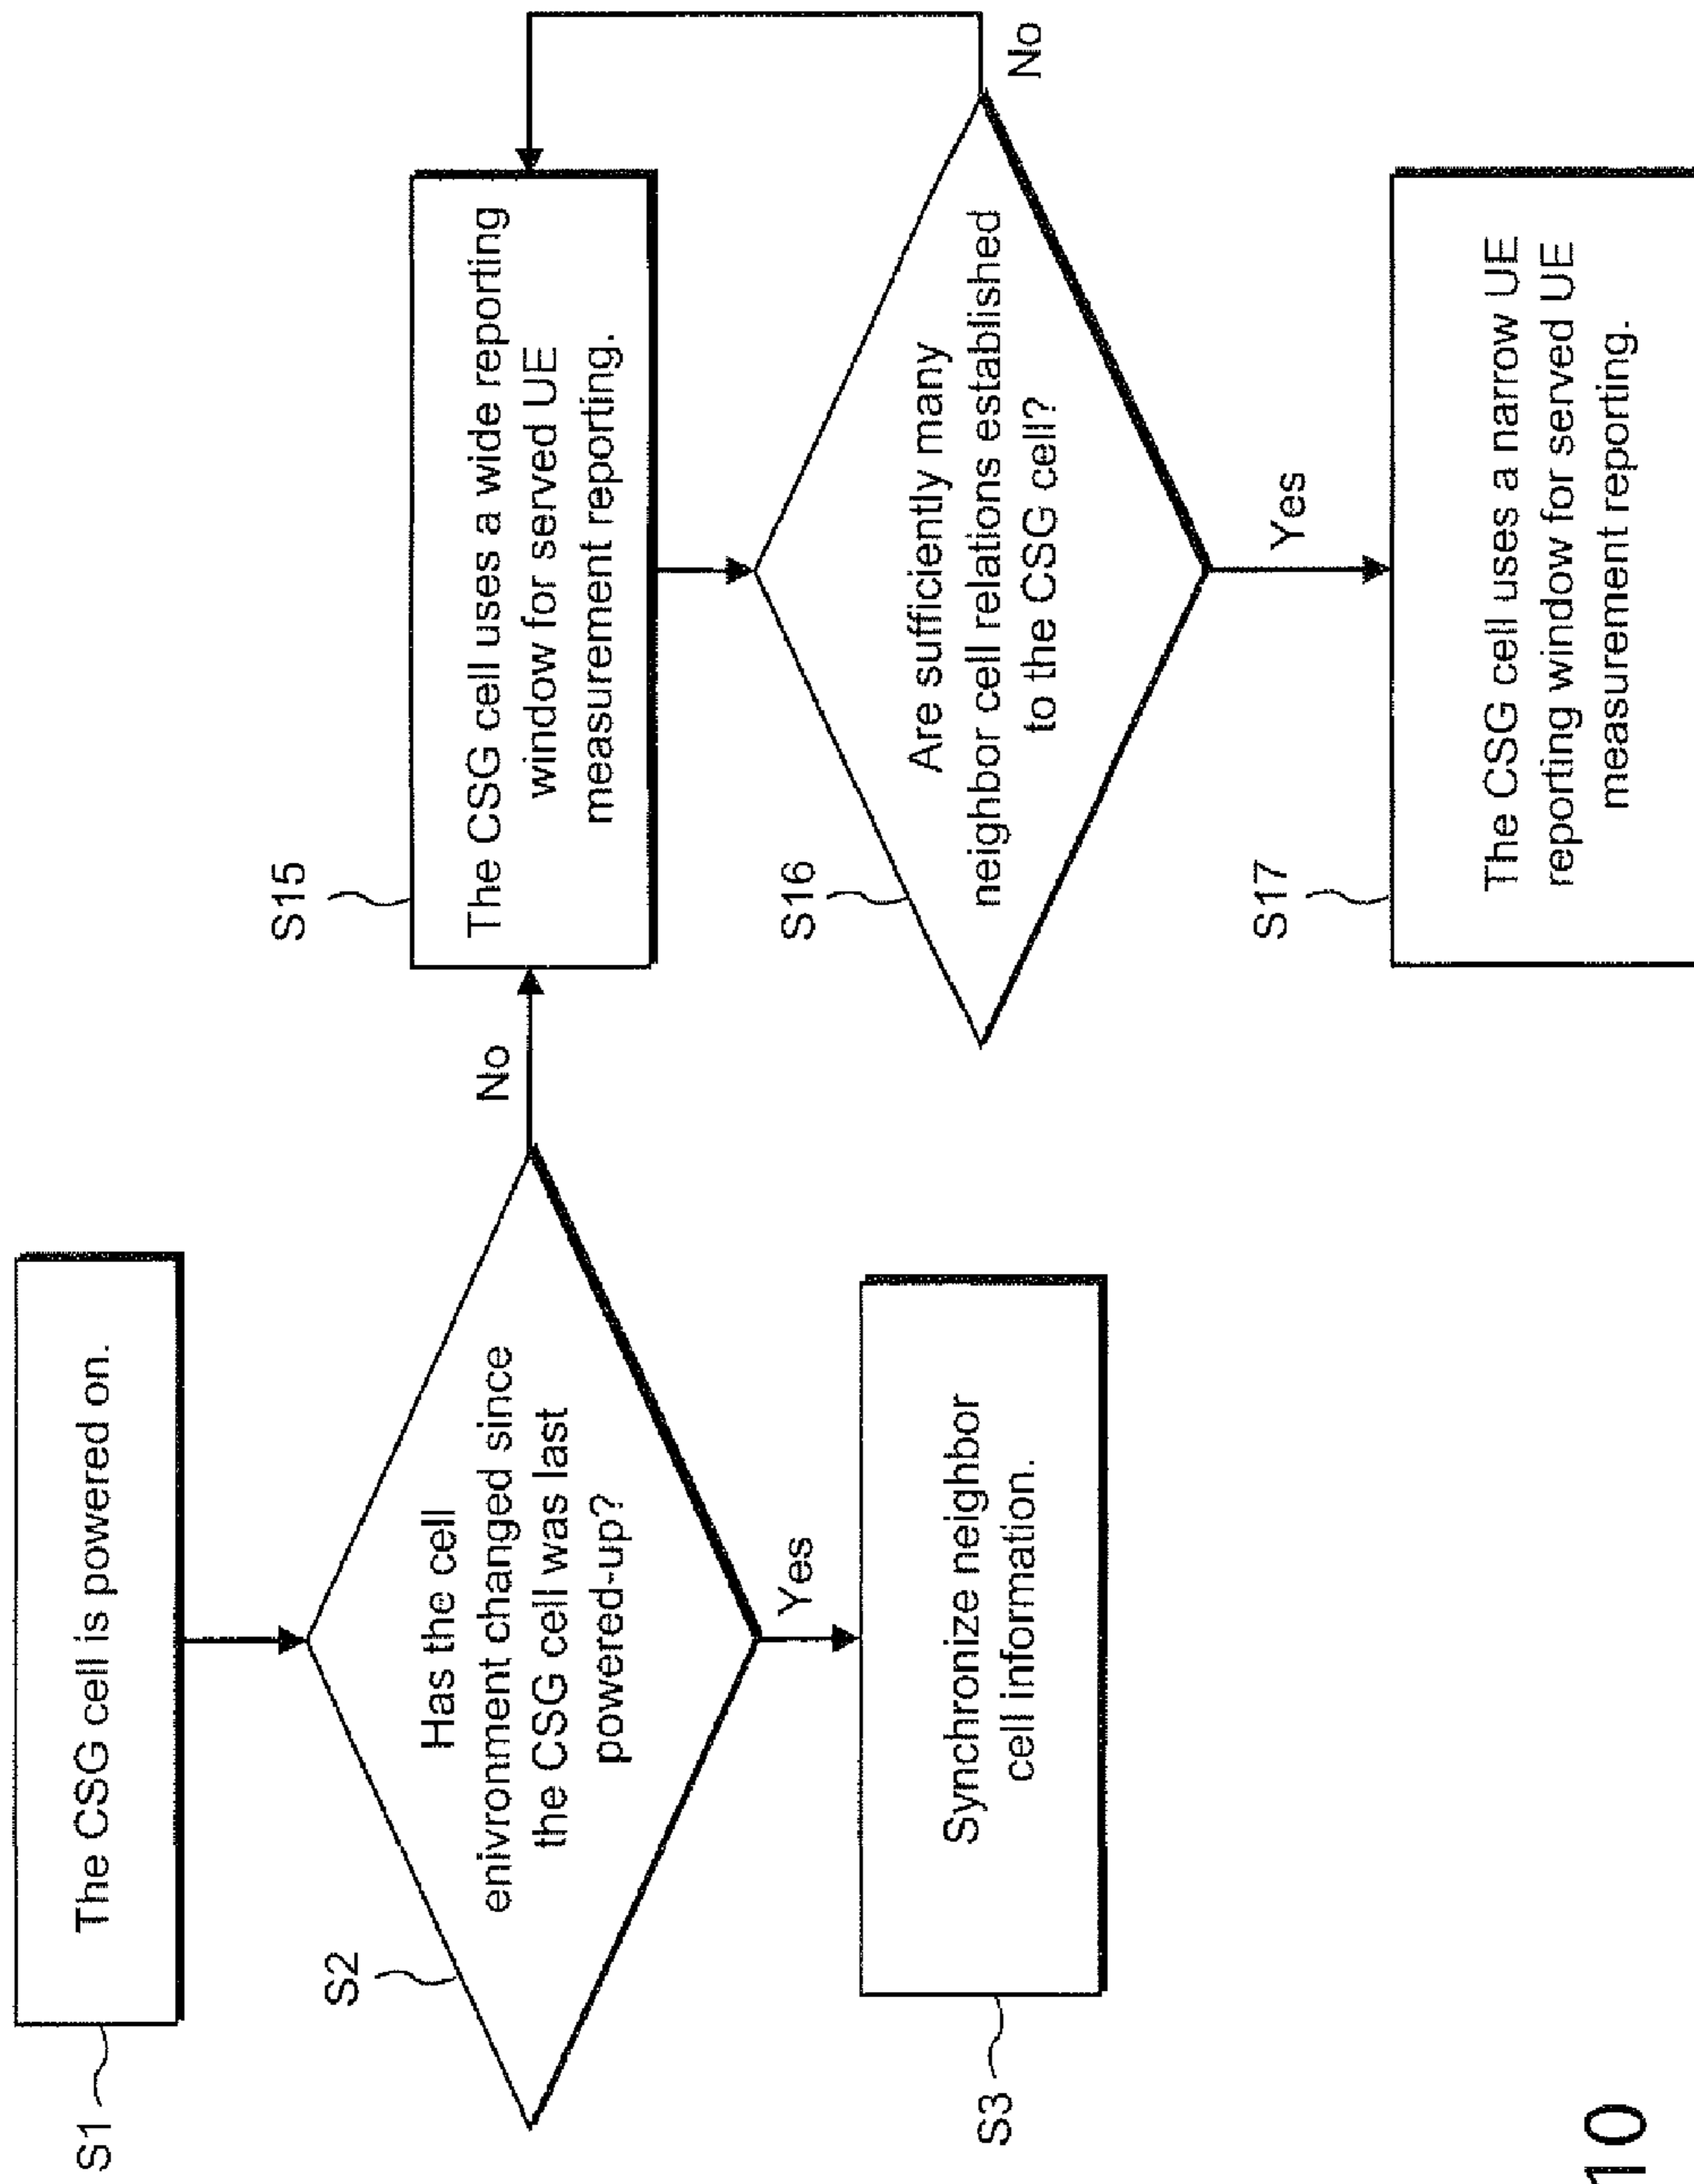 S1
The CSG cell is powered on.
S2
Has the cell
enivronment changed since
the CSG cell was last
powered-up?
No
Yes
S3
Synchronize neighbor
cell information.
S15
The CSG cell uses a wide reporting
window for served UE
measurement reporting.
S16
Are sufficiently many
neighbor cell relations established
to the CSG cell?
No
Yes
S17
The CSG cell uses a narrow UE
reporting window for served UE
measurement reporting.
10